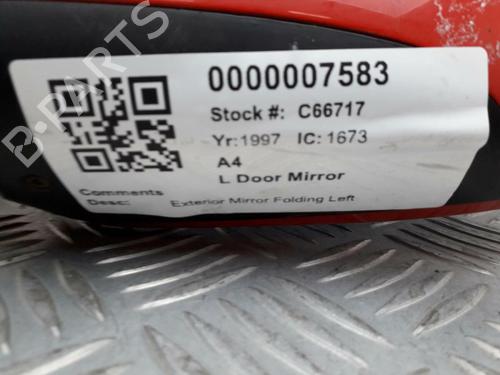 0000007583
Stock #: C66717
Yr:1997 IC: 1673
A4
L Door Mirror
Comments
Desc: Exterior Mirror Folding Left
B-PARTS